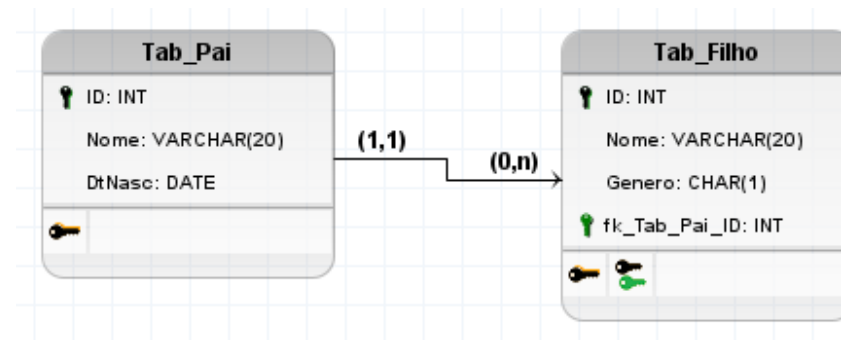 Tab_Pai
ID: INT
Nome: VARCHAR(20)
DtNasc: DATE
(1,1)
(0,n)
Tab_Filho
ID: INT
Nome: VARCHAR(20)
Genero: CHAR(1)
fk_Tab_Pai_ID: INT